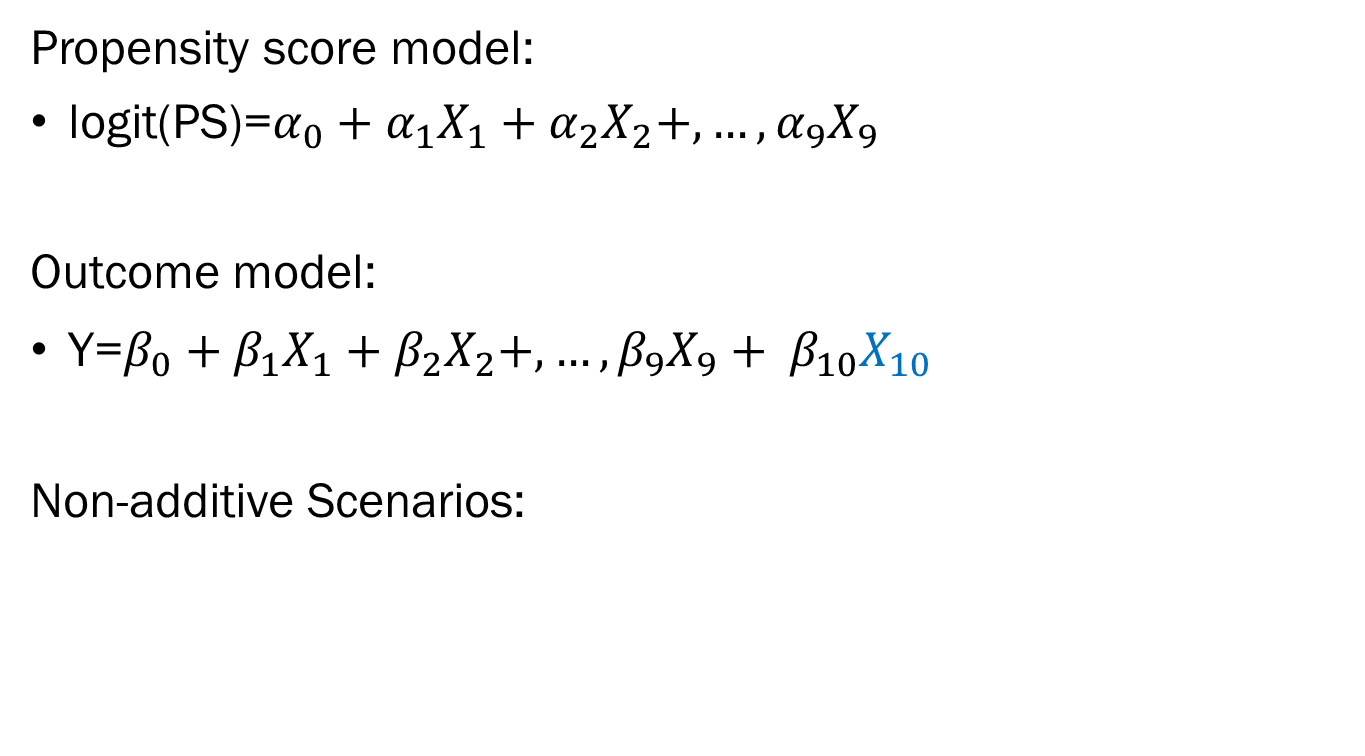 Propensity score model:
• logit(PS)=𝛼₀ + 𝛼₁𝑋₁ + 𝛼₂𝑋₂+, … , 𝛼₉𝑋₉
Outcome model:
• Y=𝛽₀ + 𝛽₁𝑋₁ + 𝛽₂𝑋₂+, … , 𝛽₉𝑋₉ + 𝛽₁₀𝑋₁₀
Non-additive Scenarios: